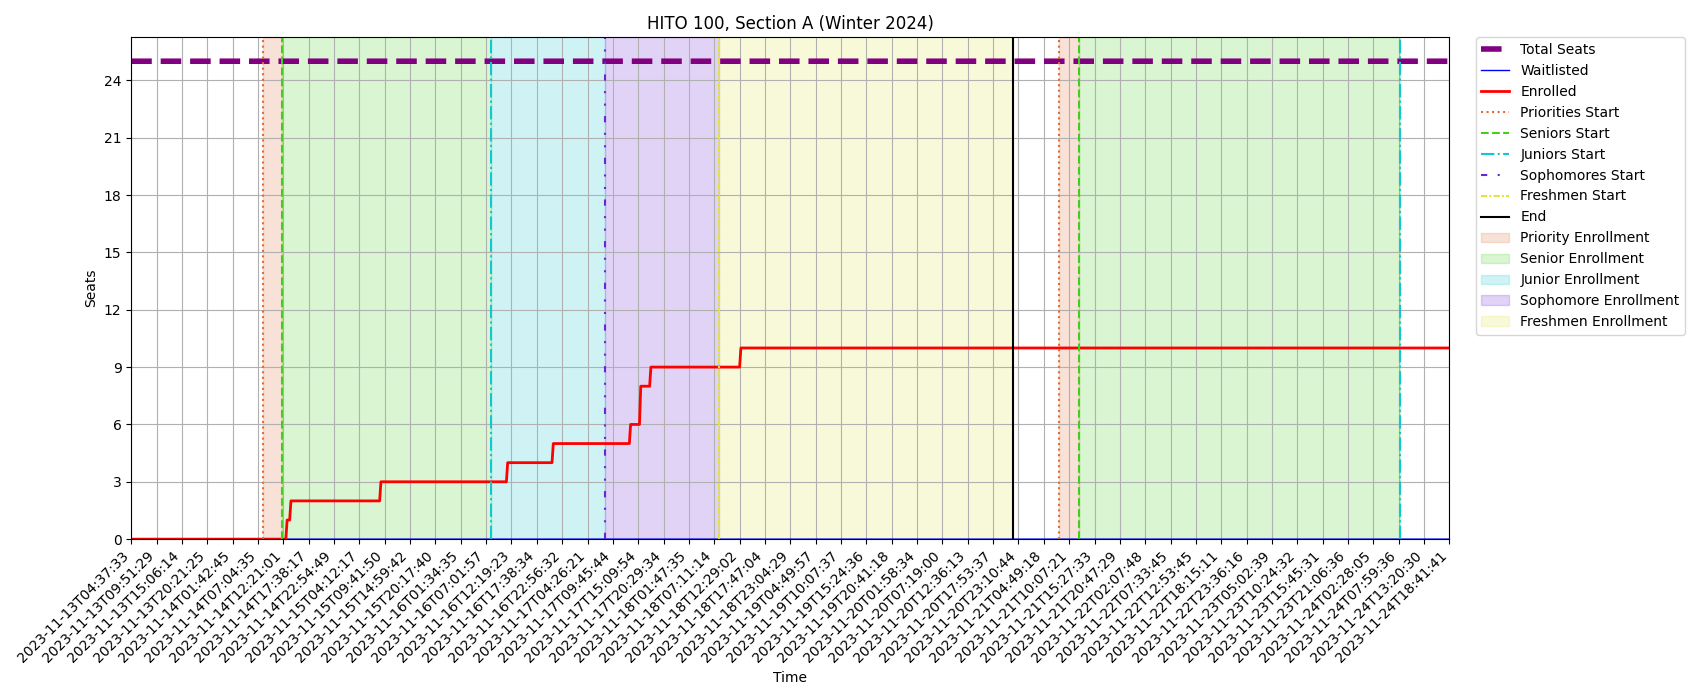 HITO 100, Section A (Winter 2024)
Total Seats
Waitlisted
Enrolled
Priorities Start
Seniors Start
Juniors Start
Sophomores Start
Freshmen Start
End
Priority Enrollment
Senior Enrollment
Junior Enrollment
Sophomore Enrollment
Freshmen Enrollment
Seats
24
21
18
15
12
9
6
3
0
2023-11-13T04:37:33
2023-11-13T09:51:29
2023-11-13T15:06:14
2023-11-13T20:21:25
2023-11-14T01:42:45
2023-11-14T07:04:35
2023-11-14T12:21:01
2023-11-14T17:38:17
2023-11-14T22:54:49
2023-11-15T04:12:17
2023-11-15T09:41:50
2023-11-15T14:59:42
2023-11-15T20:17:40
2023-11-16T01:34:35
2023-11-16T07:01:57
2023-11-16T12:19:23
2023-11-16T17:38:34
2023-11-16T22:56:32
2023-11-17T04:26:21
2023-11-17T09:45:44
2023-11-17T15:09:54
2023-11-17T20:29:34
2023-11-18T01:47:35
2023-11-18T07:11:14
2023-11-18T12:29:02
2023-11-18T17:47:04
2023-11-18T23:04:29
2023-11-19T04:49:57
2023-11-19T10:07:37
2023-11-19T15:24:36
2023-11-19T20:41:18
2023-11-20T01:58:34
2023-11-20T07:19:00
2023-11-20T12:36:13
2023-11-20T17:53:37
2023-11-20T23:10:44
2023-11-21T04:49:18
2023-11-21T10:07:21
2023-11-21T15:27:33
2023-11-21T20:47:29
2023-11-22T02:07:48
2023-11-22T07:33:45
2023-11-22T12:53:45
2023-11-22T18:15:11
2023-11-22T23:36:16
2023-11-23T05:02:39
2023-11-23T10:24:32
2023-11-23T15:45:31
2023-11-23T21:06:36
2023-11-24T02:28:05
2023-11-24T07:59:36
2023-11-24T13:20:30
2023-11-24T18:41:41
Time